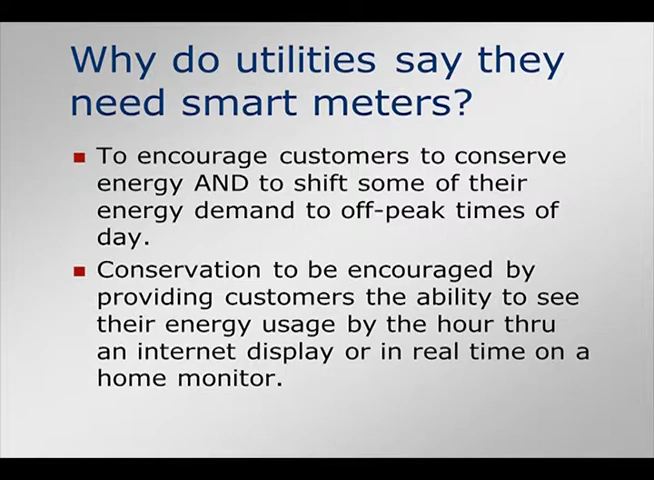 Why do utilities say they
need smart meters?
To encourage customers to conserve
energy AND to shift some of their
energy demand to off-peak times of
day.
Conservation to be encouraged by
providing customers the ability to see
their energy usage by the hour thru
an internet display or in real time on a
home monitor.